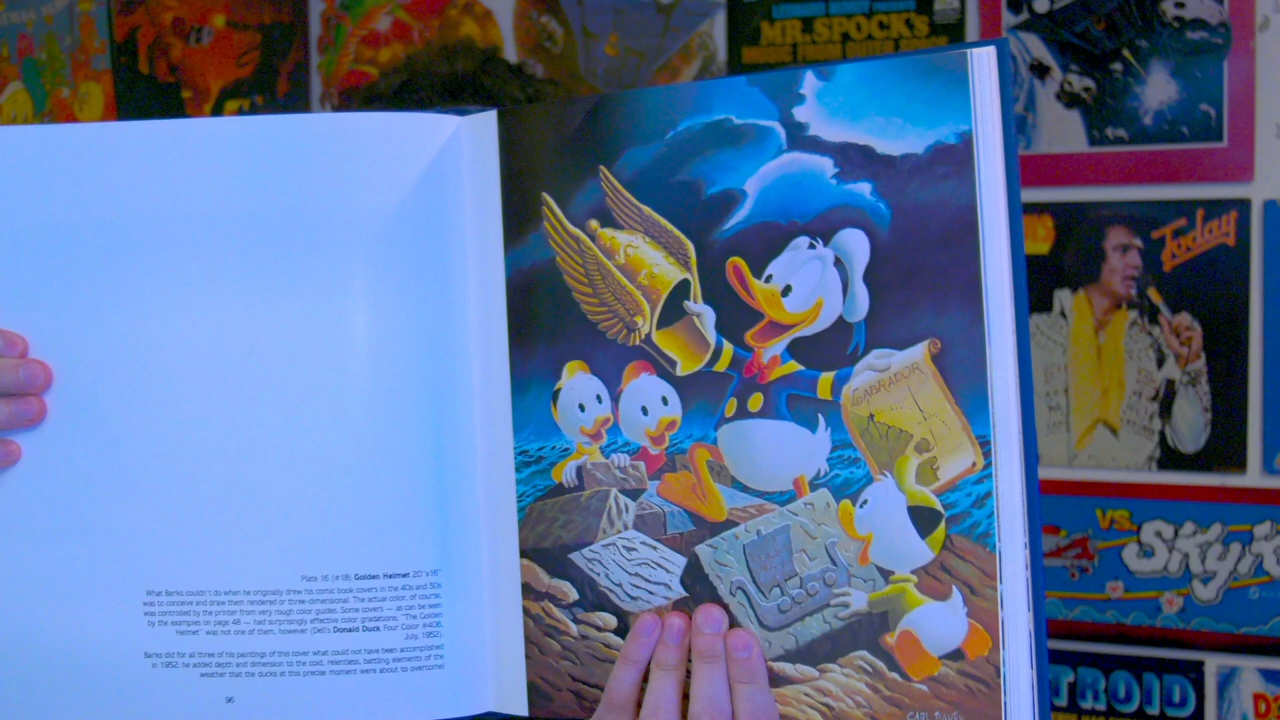 MR. SPOCK'S
MUSIC FROM OUTER SPACE
Today
VS.
LABRADOR
Plate 16 (#18) Golden Helmet 20"x16"
What Barks couldn't do when he originally drew his comic book covers in the 40s and 50s
was to conceive and draw them rendered or three-dimensional. The actual color, of course,
was controlled by the printer from very rough color guides. Some covers — as can be seen
by the examples on page 48 — had surprisingly effective color gradations; "The Golden
Helmet" was not one of them, however (Dell's Donald Duck Four Color #408,
July, 1952).
Barks did for all three of his paintings of this cover what could not have been accomplished
in 1952: he added depth and dimension to the cold, relentless, battling elements of the
weather that the ducks at this precise moment were about to overcome!
96